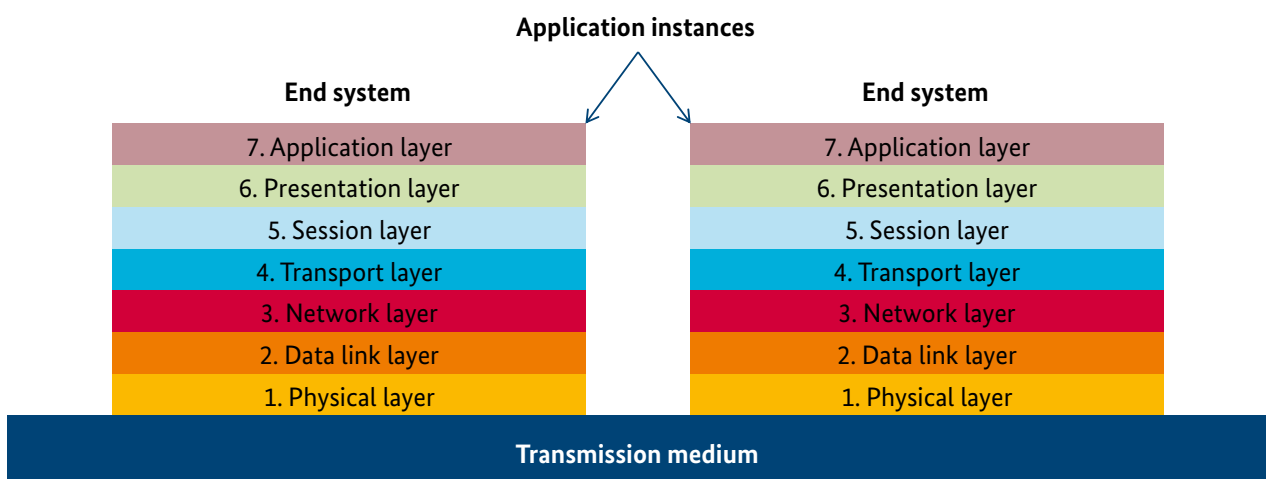 Application instances
End system
End system
7. Application layer
7. Application layer
6. Presentation layer
6. Presentation layer
5. Session layer
5. Session layer
4. Transport layer
4. Transport layer
3. Network layer
3. Network layer
2. Data link layer
2. Data link layer
1. Physical layer
1. Physical layer
Transmission medium